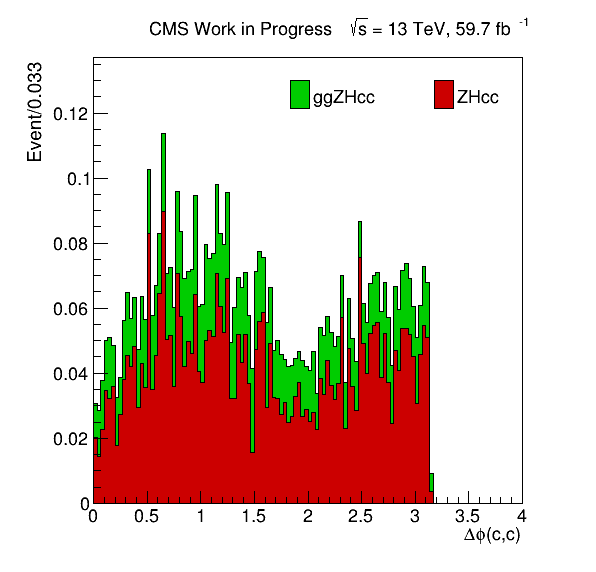 CMS Work in Progress √s = 13 TeV, 59.7 fb -1
Event/0.033
ggZHcc ZHcc
0.12
0.1
0.08
0.06
0.04
0.02
0
0 0.5 1 1.5 2 2.5 3 3.5 4
Δϕ(c,c)